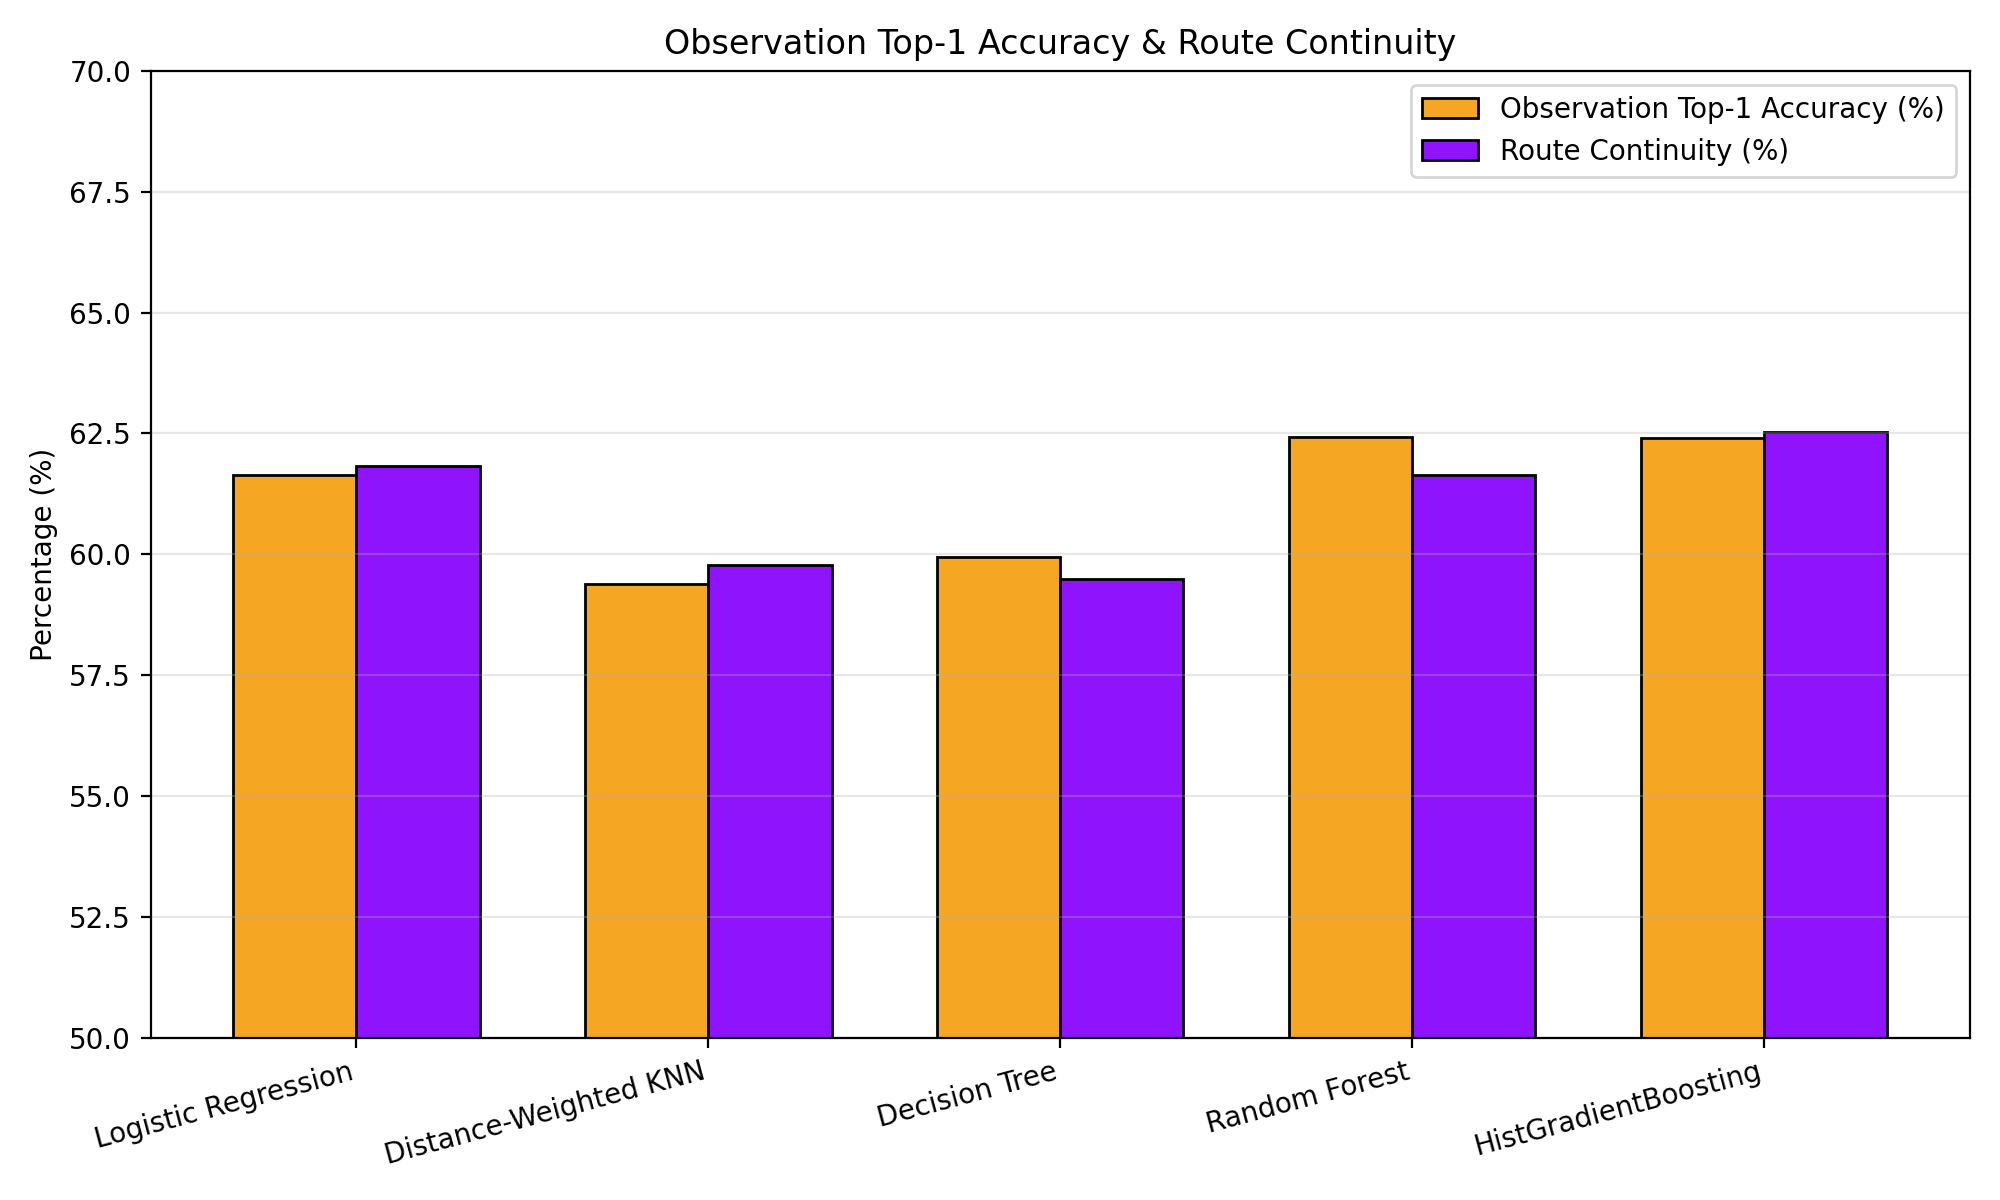 Observation Top-1 Accuracy & Route Continuity
Observation Top-1 Accuracy (%)
Route Continuity (%)
Percentage (%)
70.0
67.5
65.0
62.5
60.0
57.5
55.0
52.5
50.0
Logistic Regression
Distance-Weighted KNN
Decision Tree
Random Forest
HistGradientBoosting